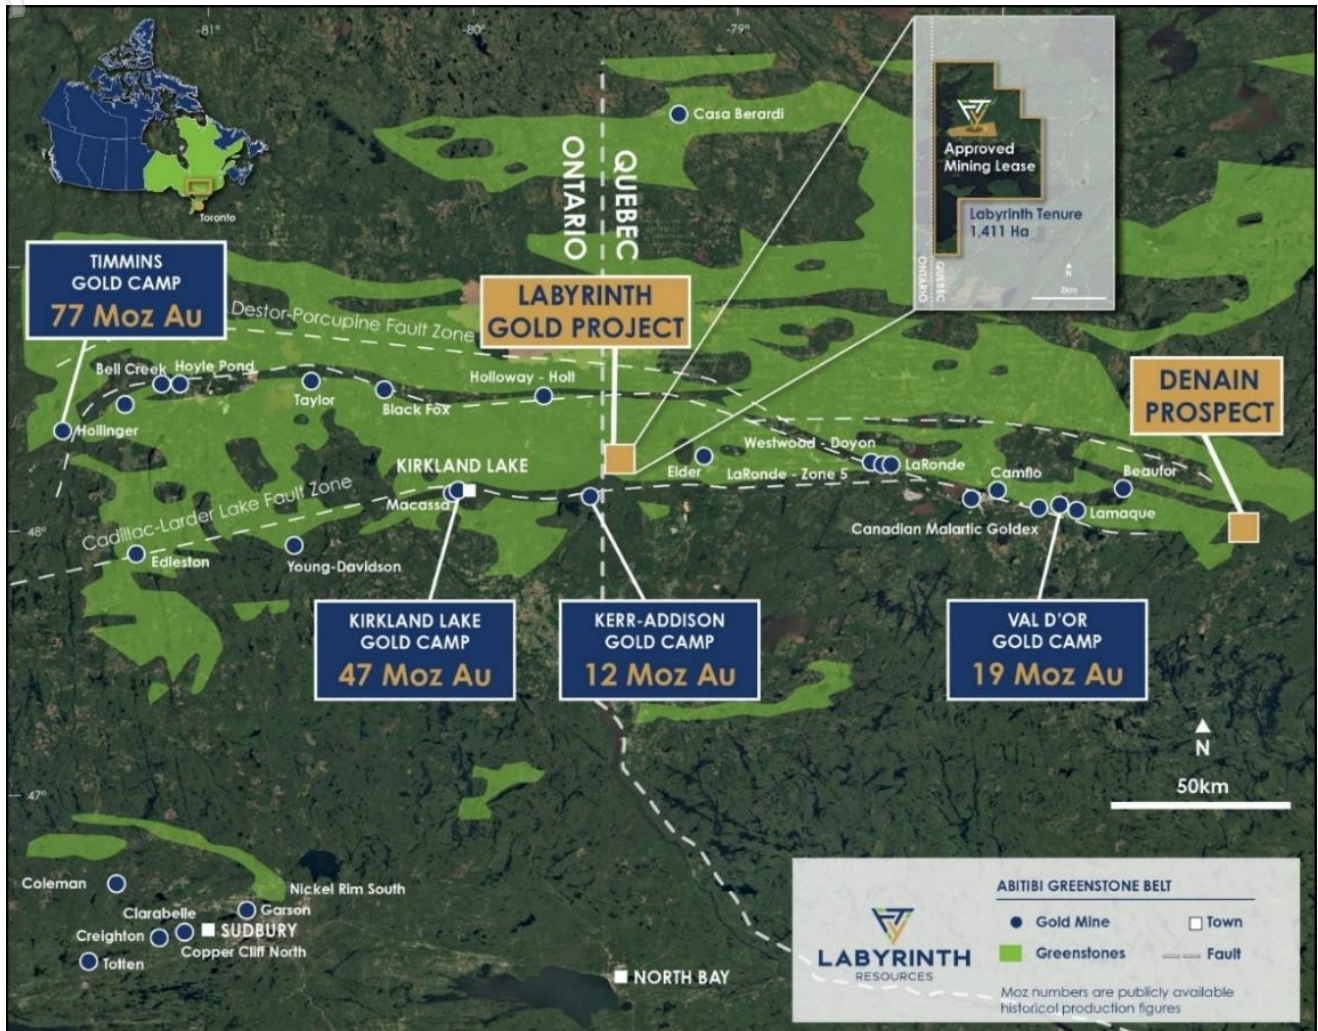 -81°
-80°
-79°
Casa Berardi
ONTARIO
QUEBEC
Toronto
Approved
Mining Lease
Labyrinth Tenure
1,411 Ha
ONTARIO
QUEBEC
N
2km
TIMMINS
GOLD CAMP
77 Moz Au
Destor-Porcupine Fault Zone
LABYRINTH
GOLD PROJECT
DENAIN
PROSPECT
Bell Creek
Hoyle Pond
Taylor
Black Fox
Holloway - Holt
Hollinger
KIRKLAND LAKE
Macassa
Elder
Westwood - Doyon
LaRonde - Zone 5
LaRonde
Camflo
Beaufor
Canadian Malartic
Goldex
Lamaque
Cadillac-Larder Lake Fault Zone
48°
Edleston
Young-Davidson
KIRKLAND LAKE
GOLD CAMP
47 Moz Au
KERR-ADDISON
GOLD CAMP
12 Moz Au
VAL D'OR
GOLD CAMP
19 Moz Au
N
50km
47°
Coleman
Nickel Rim South
Clarabelle
Garson
Creighton
SUDBURY
Copper Cliff North
Totten
NORTH BAY
LABYRINTH
RESOURCES
ABITIBI GREENSTONE BELT
Gold Mine
Town
Greenstones
Fault
Moz numbers are publicly available
historical production figures